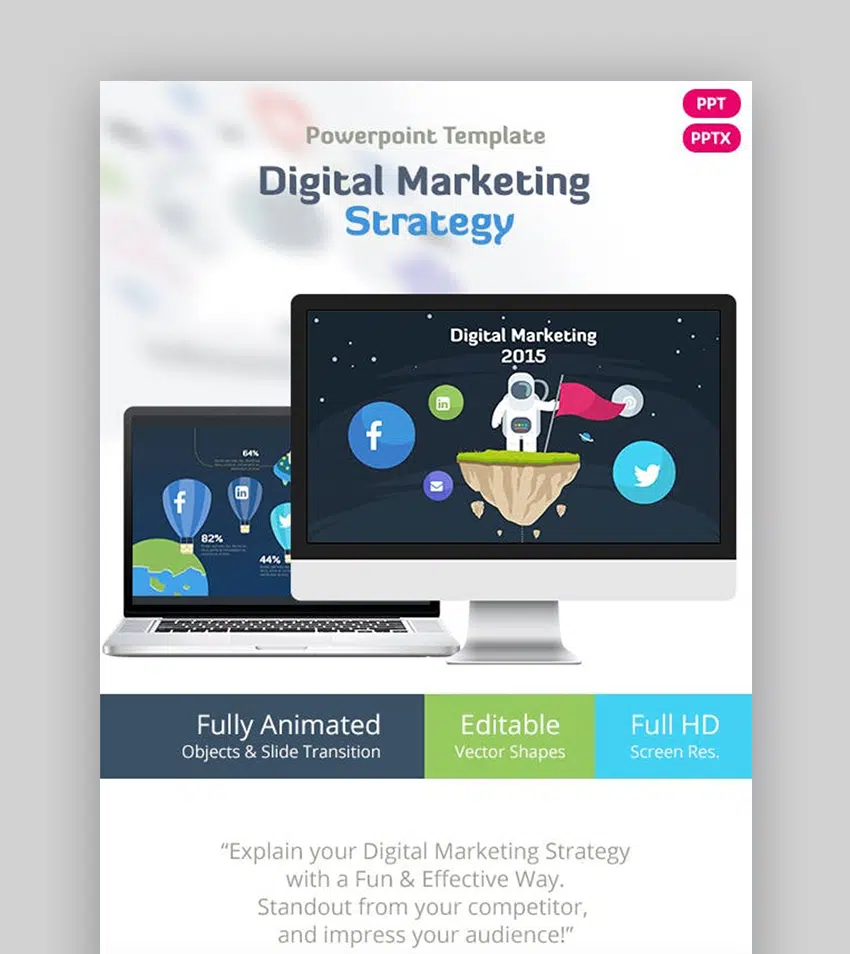 PPT
PPTX
Powerpoint Template
Digital Marketing
Strategy
Digital Marketing
2015
64%
82%
44%
Fully Animated
Objects & Slide Transition
Editable
Vector Shapes
Full HD
Screen Res.
“Explain your Digital Marketing Strategy
with a Fun & Effective Way.
Standout from your competitor,
and impress your audience!”